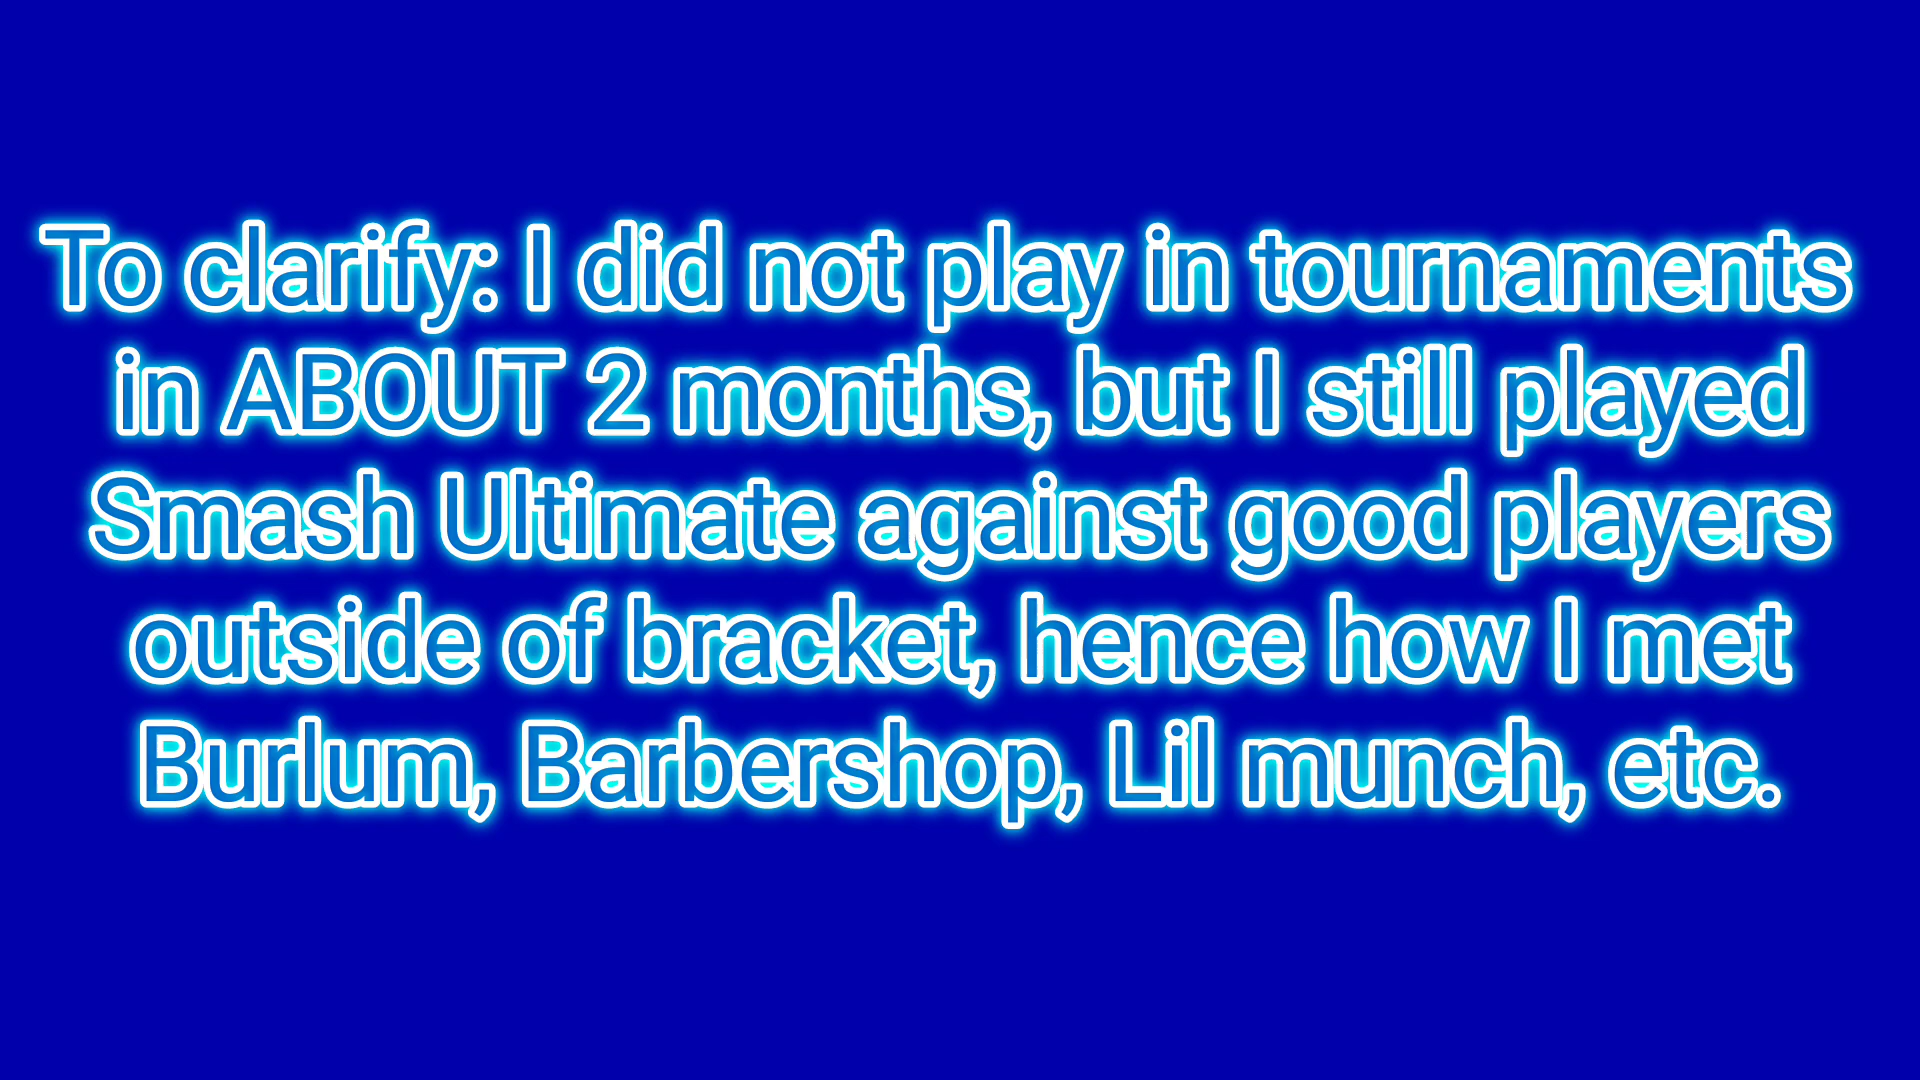 To clarify: I did not play in tournaments
in ABOUT 2 months, but I still played
Smash Ultimate against good players
outside of bracket, hence how I met
Burlum, Barbershop, Lil munch, etc.